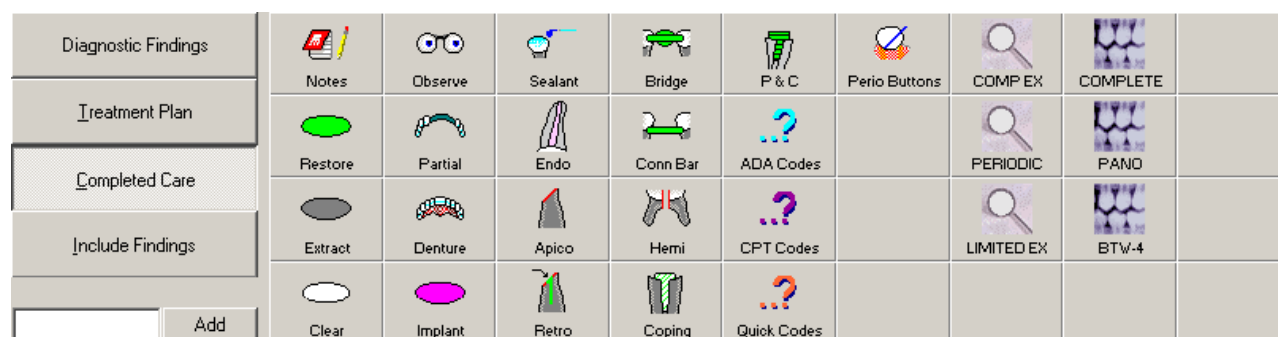 Diagnostic Findings
Treatment Plan
Completed Care
Include Findings
Add
Notes
Observe
Sealant
Bridge
P & C
Perio Buttons
COMP EX
COMPLETE
Restore
Partial
Endo
Conn Bar
ADA Codes
PERIODIC
PANO
Extract
Denture
Apico
Hemi
CPT Codes
LIMITED EX
BTW-4
Clear
Implant
Retro
Coping
Quick Codes